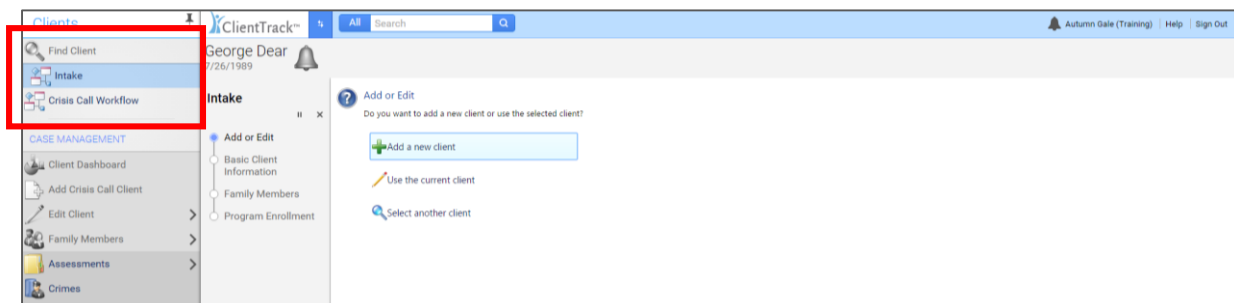 Clients
Find Client
Intake
Crisis Call Workflow
CASE MANAGEMENT
Client Dashboard
Add Crisis Call Client
Edit Client
Family Members
Assessments
Crimes
ClientTrack™
All Search
Autumn Gale (Training) | Help | Sign Out
George Dear
7/26/1989
Intake
Add or Edit
Basic Client
Information
Family Members
Program Enrollment
Add or Edit
Do you want to add a new client or use the selected client?
Add a new client
Use the current client
Select another client